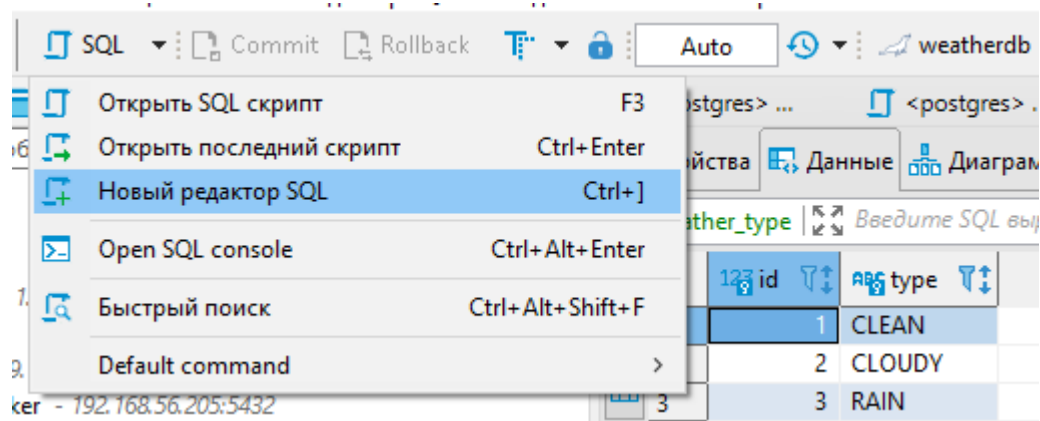 SQL Commit Rollback Auto weatherdb
Открыть SQL скрипт F3
Открыть последний скрипт Ctrl+Enter
Новый редактор SQL Ctrl+]
Open SQL console Ctrl+Alt+Enter
Быстрый поиск Ctrl+Alt+Shift+F
Default command >
<postgres> .
Данные
Введите SQL
id type
1 CLEAN
2 CLOUDY
3 3 RAIN
- 192.168.56.205:5432